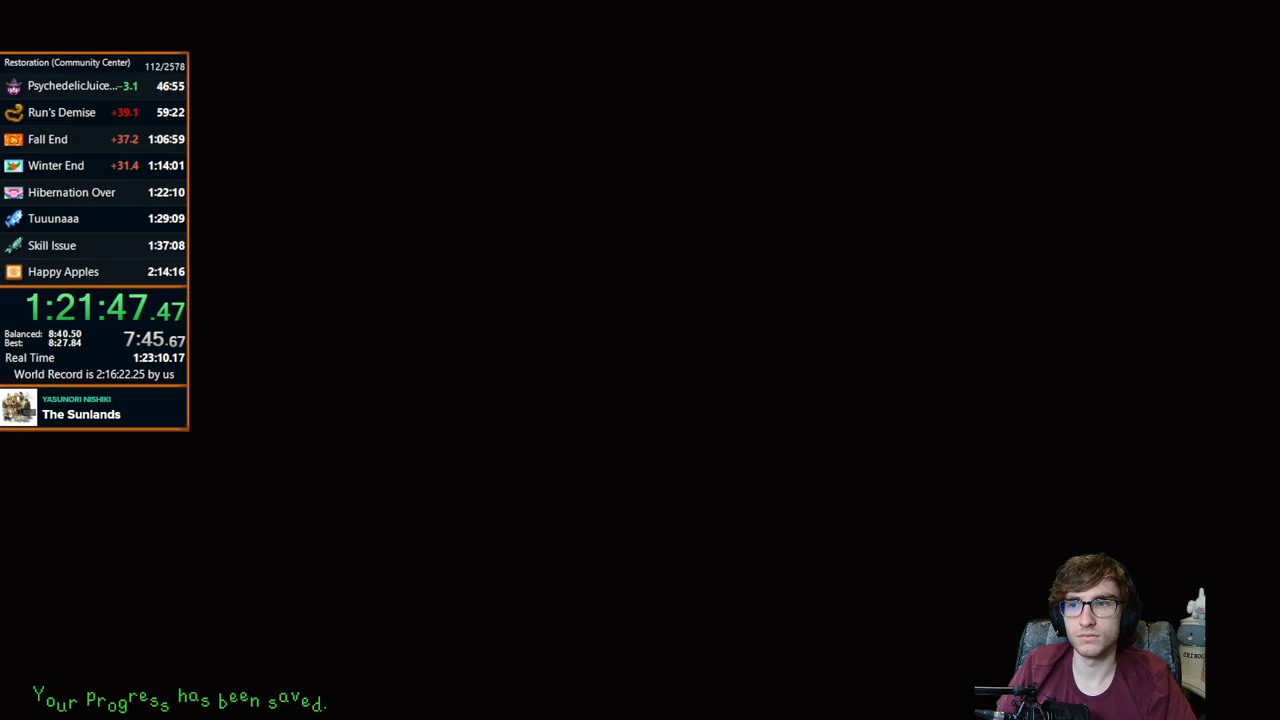 Restoration (Community Center) 112/2578
PsychedelicJuice... -3.1 46:55
Run's Demise +39.1 59:22
Fall End +37.2 1:06:59
Winter End +31.4 1:14:01
Hibernation Over 1:22:10
Tuuunaaa 1:29:09
Skill Issue 1:37:08
Happy Apples 2:14:16
1:21:47.47
Balanced: 8:40.50
Best: 8:27.84
7:45.67
Real Time 1:23:10.17
World Record is 2:16:22.25 by us
YASUNORI NISHIKI
The Sunlands
Your progress has been saved.